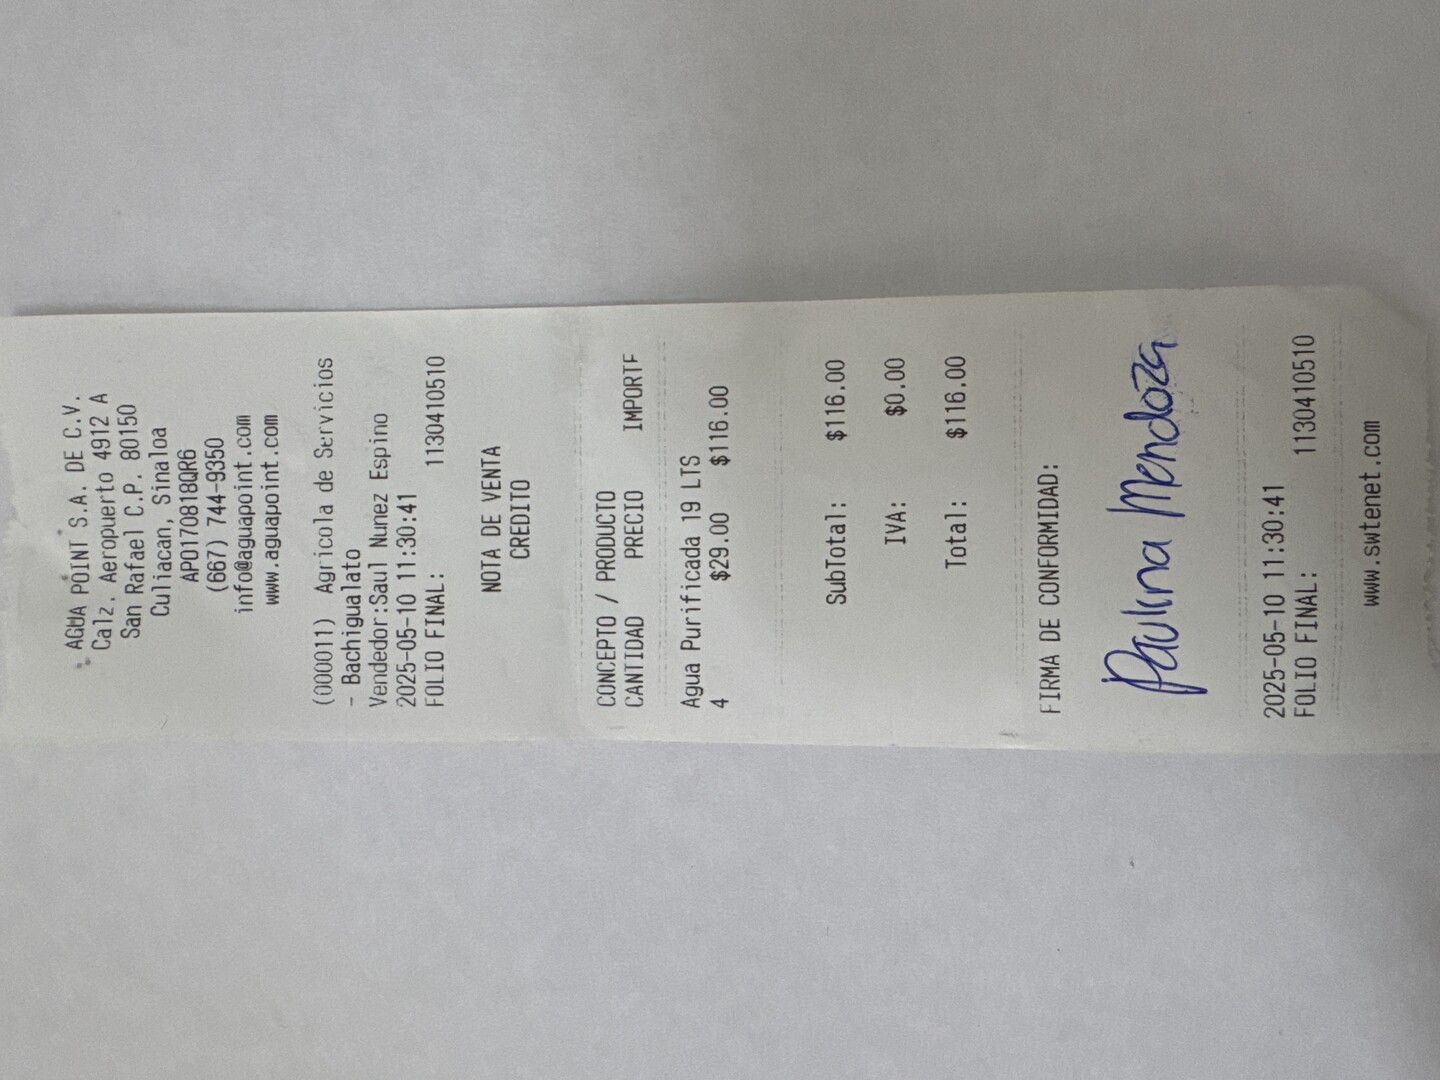 AGUA POINT S.A. DE C.V.
Calz. Aeropuerto 4912 A
San Rafael C.P. 80150
Culiacan, Sinaloa
APO170818QR6
(667) 744-9350
info@aguapoint.com
www.aguapoint.com
(000011) Agricola de Servicios
- Bachigualato
Vendedor:Saul Nunez Espino
2025-05-10 11:30:41
FOLIO FINAL: 1130410510
NOTA DE VENTA
CREDITO
CONCEPTO / PRODUCTO
CANTIDAD PRECIO IMPORTE
Agua Purificada 19 LTS
4 $29.00 $116.00
SubTotal: $116.00
IVA: $0.00
Total: $116.00
FIRMA DE CONFORMIDAD:
Paulina Mendoza
2025-05-10 11:30:41
FOLIO FINAL: 1130410510
www.swtenet.com